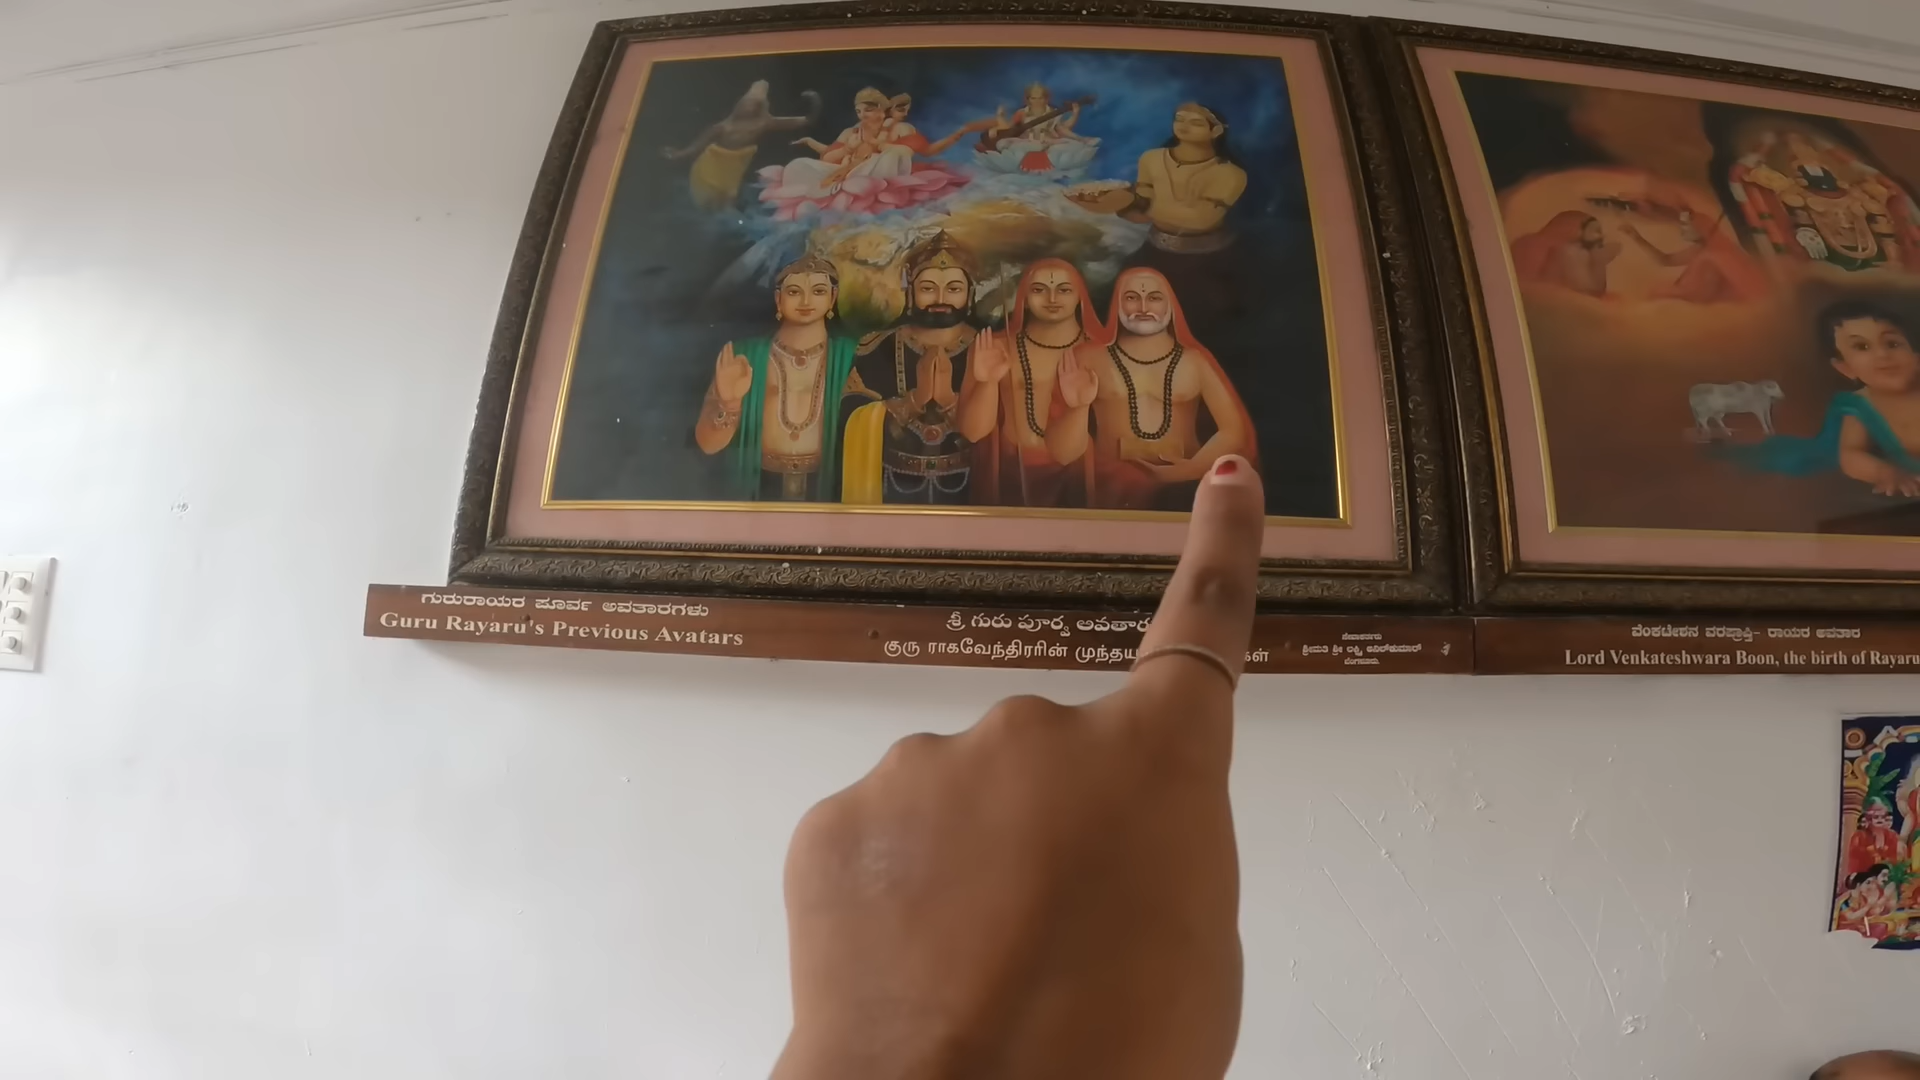 ಗುರುರಾಯರ ಪೂರ್ವ ಅವತಾರಗಳು
Guru Rayaru's Previous Avatars
ಶ್ರೀ ಗುರು ಪೂರ್ವ ಅವತಾರ
குரு ராகவேந்திரரின்
ವೆಂಕಟೇಶನ ವರಪ್ರಾಪ್ತಿ- ರಾಯರ ಅವತಾರ
Lord Venkateshwara Boon, the birth of Rayaru